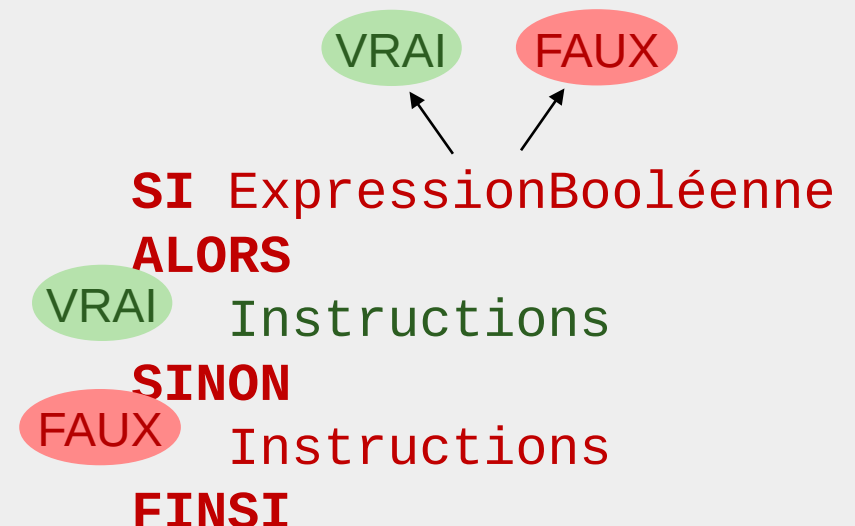 VRAI FAUX
SI ExpressionBooléenne
ALORS
VRAI
Instructions
SINON
FAUX
Instructions
FINSI